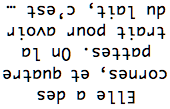 Elle a des
cornes, et quatre
pattes. On la
trait pour avoir
du lait, c'est …